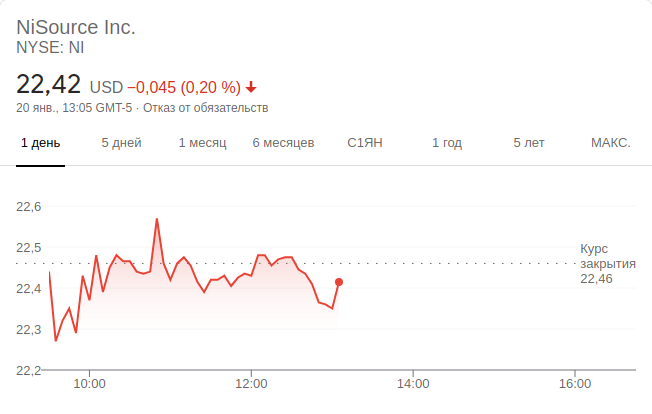 NiSource Inc.
NYSE: NI
22,42 USD −0,045 (0,20 %)
20 янв., 13:05 GMT-5 · Отказ от обязательств
1 день 5 дней 1 месяц 6 месяцев С1ЯН 1 год 5 лет МАКС.
22,6
22,5
Курс
закрытия
22,46
22,4
22,3
22,2
10:00 12:00 14:00 16:00